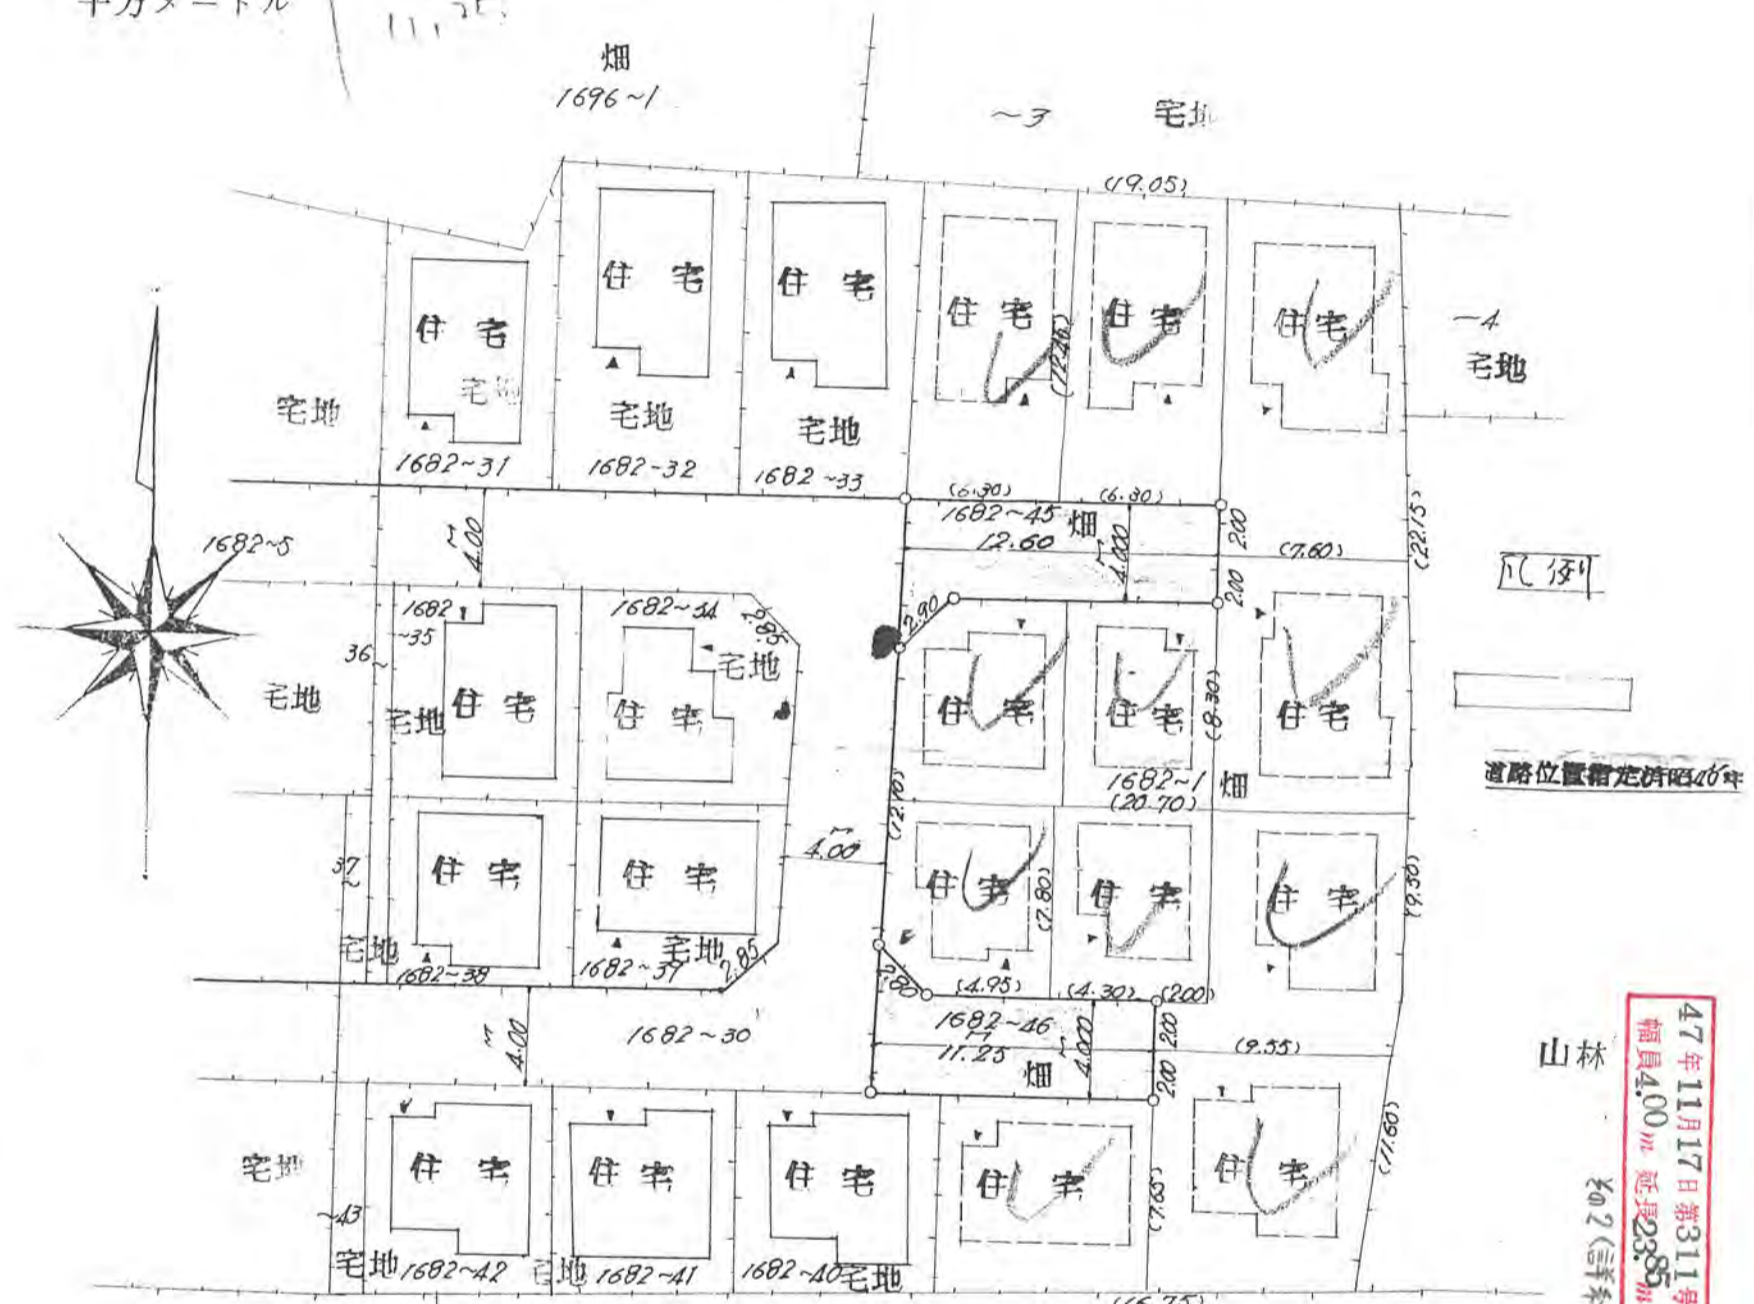 平方メートル
11.25
畑
1696~1
~3 宅地
(19.05)
住宅
住宅
住宅
住宅
住宅
住宅
住宅
~4
宅地
(12.40)
宅地
宅地
宅地
宅地
1682~31
1682-32
1682~33
(6.30)
(6.30)
1682~5
4.00
1682~45
畑
12.60
4.000
2.00
2.00
(7.60)
(22.15)
凡例
道路位置指定済昭46年
1682
~35
1682~34
2.85
2.90
36~
宅地
宅地
住宅
住宅
宅地
住宅
住宅
(8.30)
住宅
1682~1
(20.70)
畑
(12.70)
4.00
37~
住宅
住宅
住宅
(7.80)
住宅
住宅
(9.50)
宅地
1682~38
宅地
1682~39
2.85
2.80
(4.95)
(4.30)
(2.00)
4.00
1682~30
1682~46
11.25
畑
4.000
2.00
2.00
(9.55)
山林
宅地
~43
住宅
住宅
住宅
住宅
住宅
(7.65)
(11.60)
宅地
1682~42
宅地
1682~41
1682~40
宅地
(16.75)
47年11月17日第311号
幅員4.00m 延長23.85m